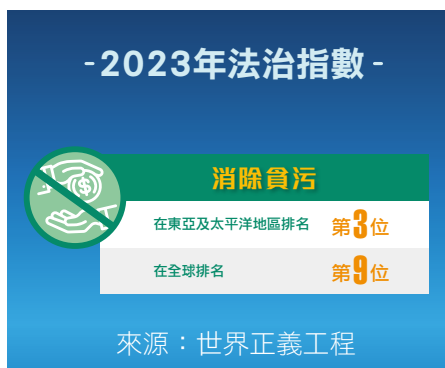 -2023年法治指數-
消除貪污
在東亞及太平洋地區排名 第3位
在全球排名 第9位
來源：世界正義工程